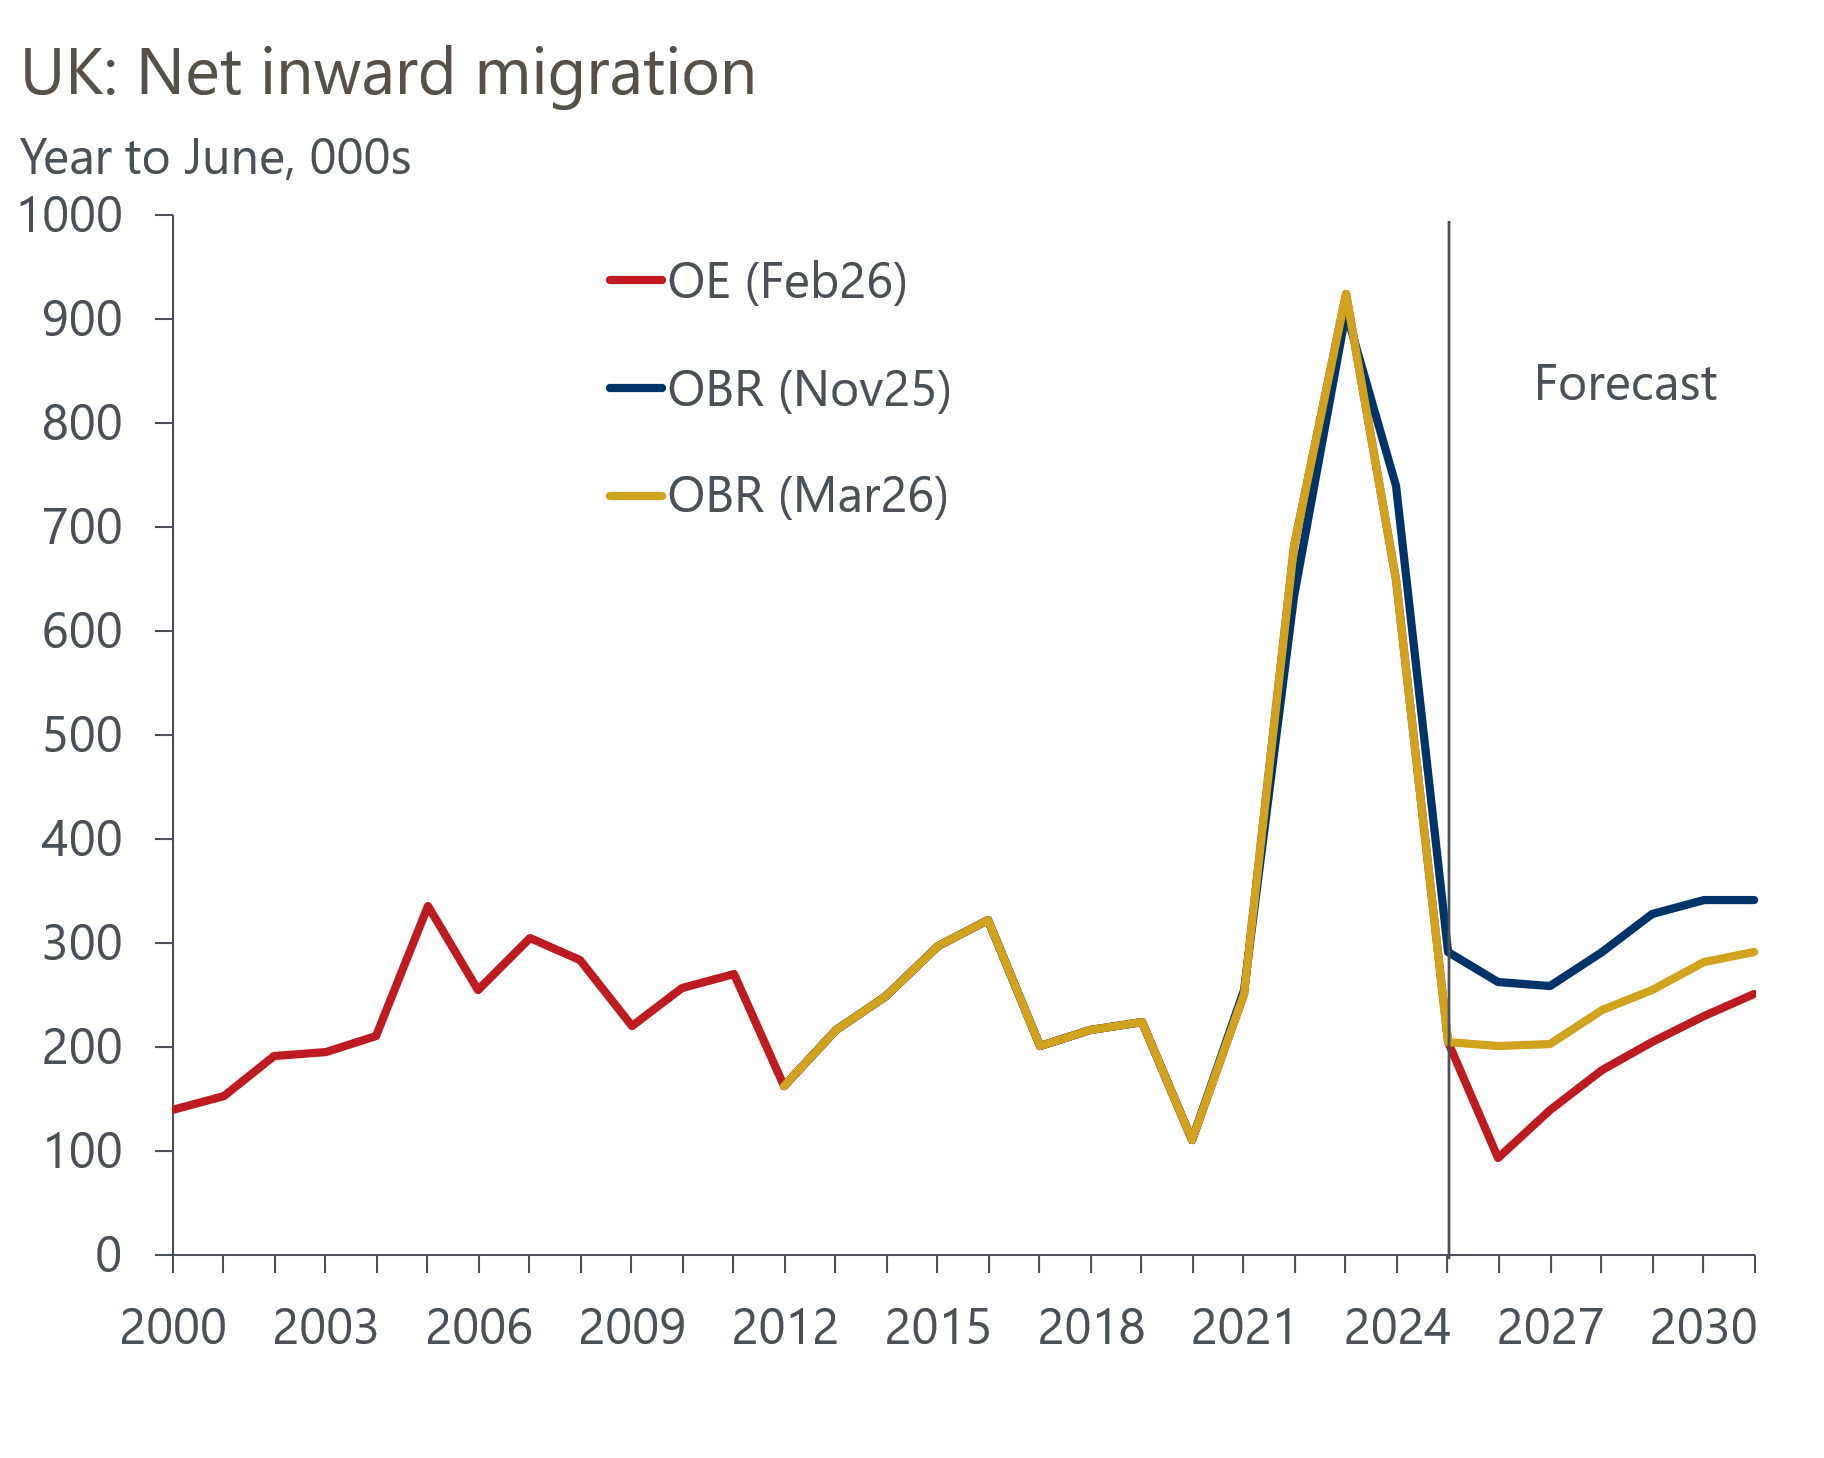 UK: Net inward migration
Year to June, 000s
1000
900
800
700
600
500
400
300
200
100
0
OE (Feb26)
OBR (Nov25)
OBR (Mar26)
Forecast
2000 2003 2006 2009 2012 2015 2018 2021 2024 2027 2030